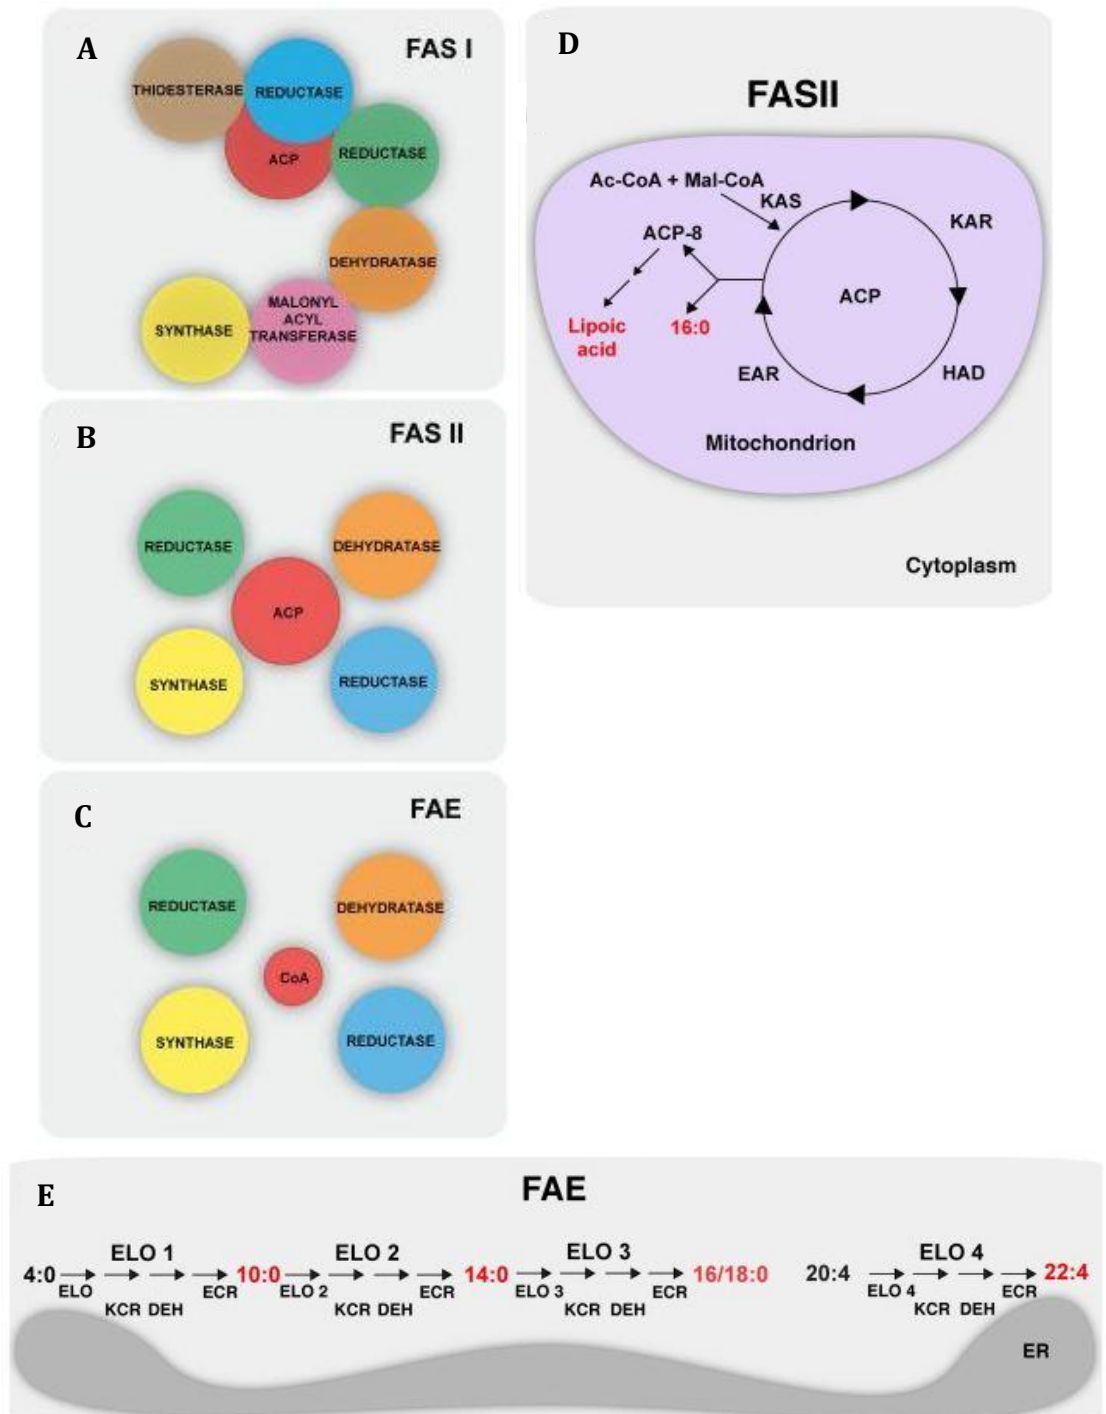 A
FAS I
THIOESTERASE
REDUCTASE
ACP
REDUCTASE
DEHYDRATASE
MALONYL
ACYL
TRANSFERASE
SYNTHASE
B
FAS II
REDUCTASE
DEHYDRATASE
ACP
SYNTHASE
REDUCTASE
C
FAE
REDUCTASE
DEHYDRATASE
CoA
SYNTHASE
REDUCTASE
D
FASII
Ac-CoA + Mal-CoA
KAS
KAR
ACP-8
ACP
Lipoic
acid
16:0
EAR
HAD
Mitochondrion
Cytoplasm
E
FAE
ELO 1 ELO 2 ELO 3 ELO 4
4:0 10:0 14:0 16/18:0 20:4 22:4
ELO ECR ELO 2 ECR ELO 3 ECR ELO 4 ECR
KCR DEH KCR DEH KCR DEH KCR DEH
ER